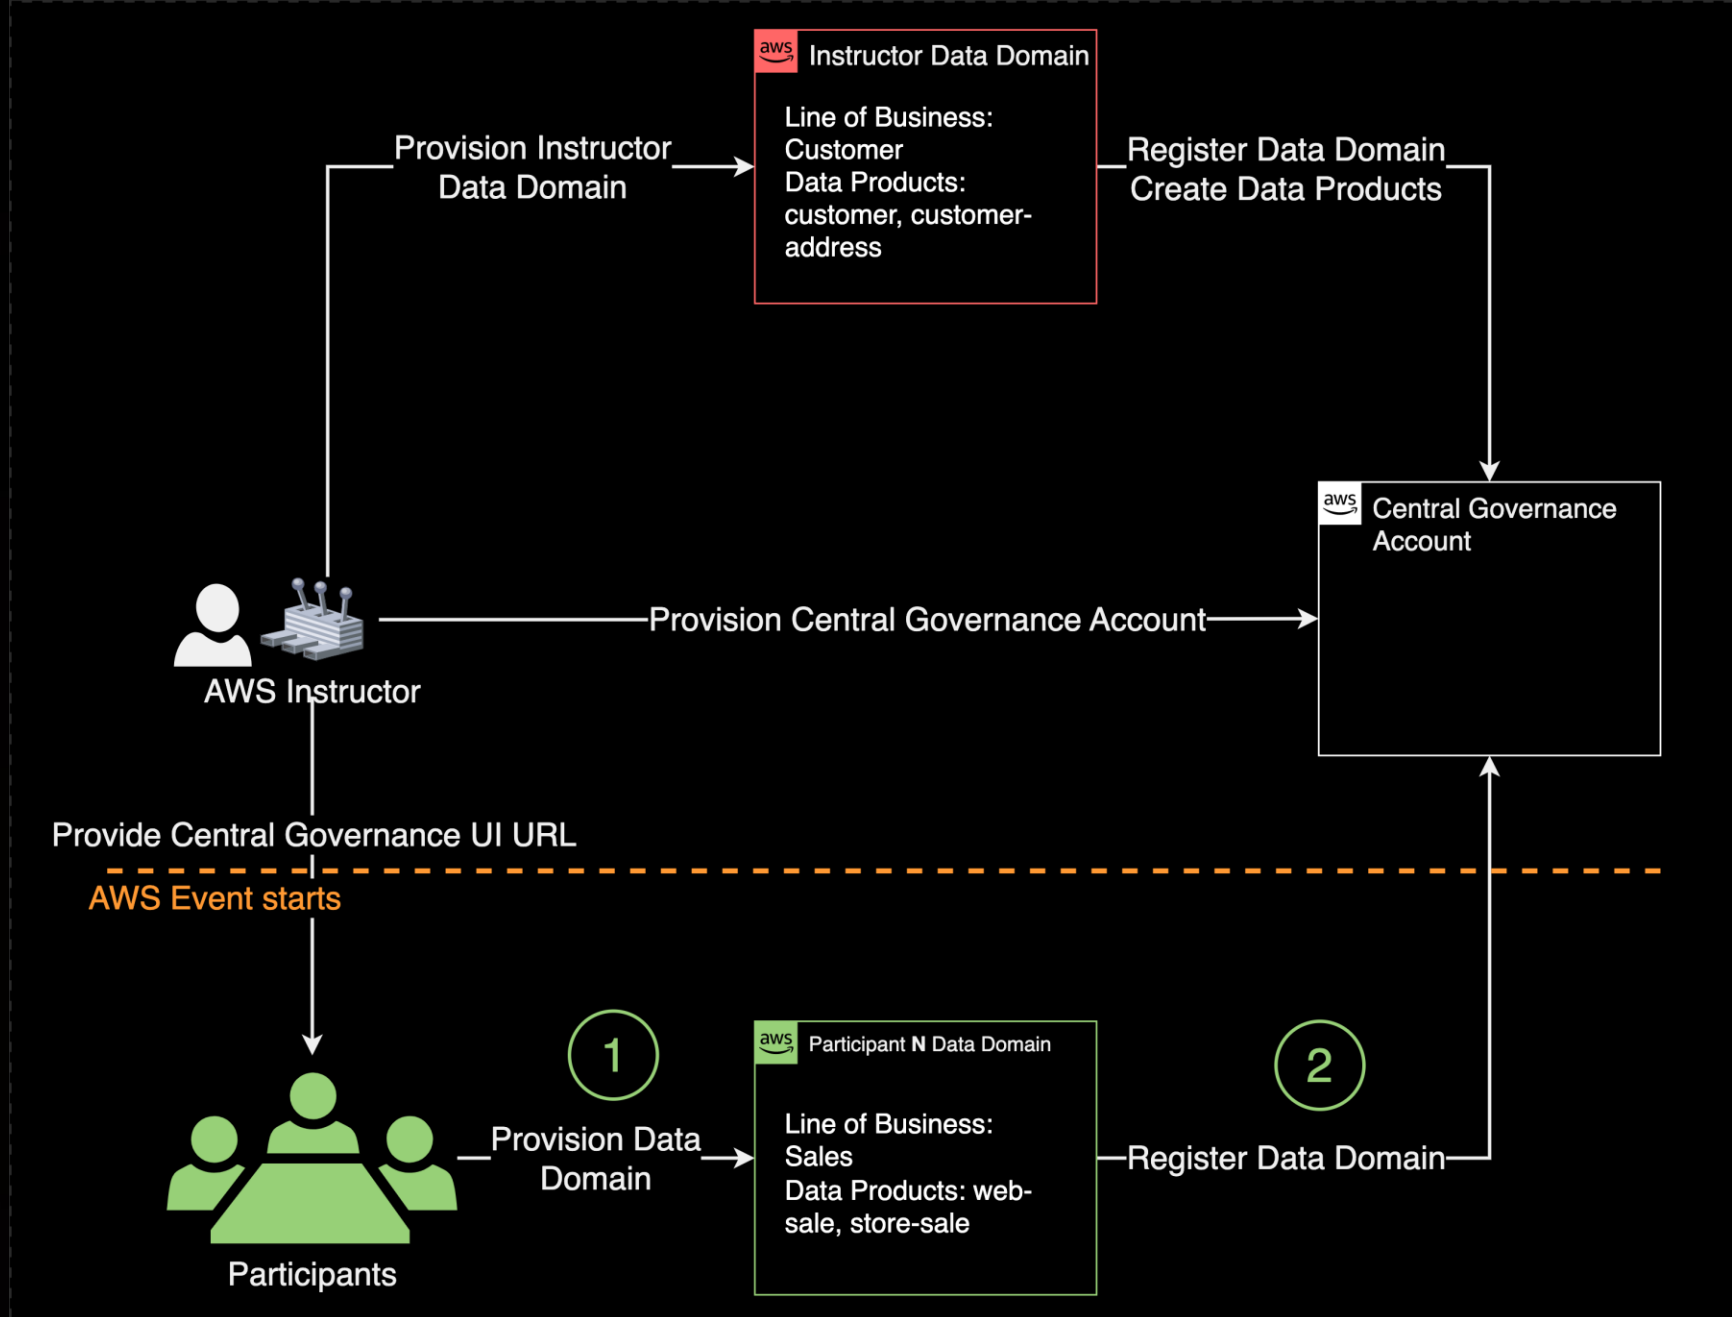 aws
Instructor Data Domain
Line of Business:
Customer
Data Products:
customer, customer-
address
Provision Instructor
Data Domain
Register Data Domain
Create Data Products
aws
Central Governance
Account
Provision Central Governance Account
AWS Instructor
Provide Central Governance UI URL
AWS Event starts
1
Provision Data
Domain
aws
Participant N Data Domain
Line of Business:
Sales
Data Products: web-
sale, store-sale
2
Register Data Domain
Participants